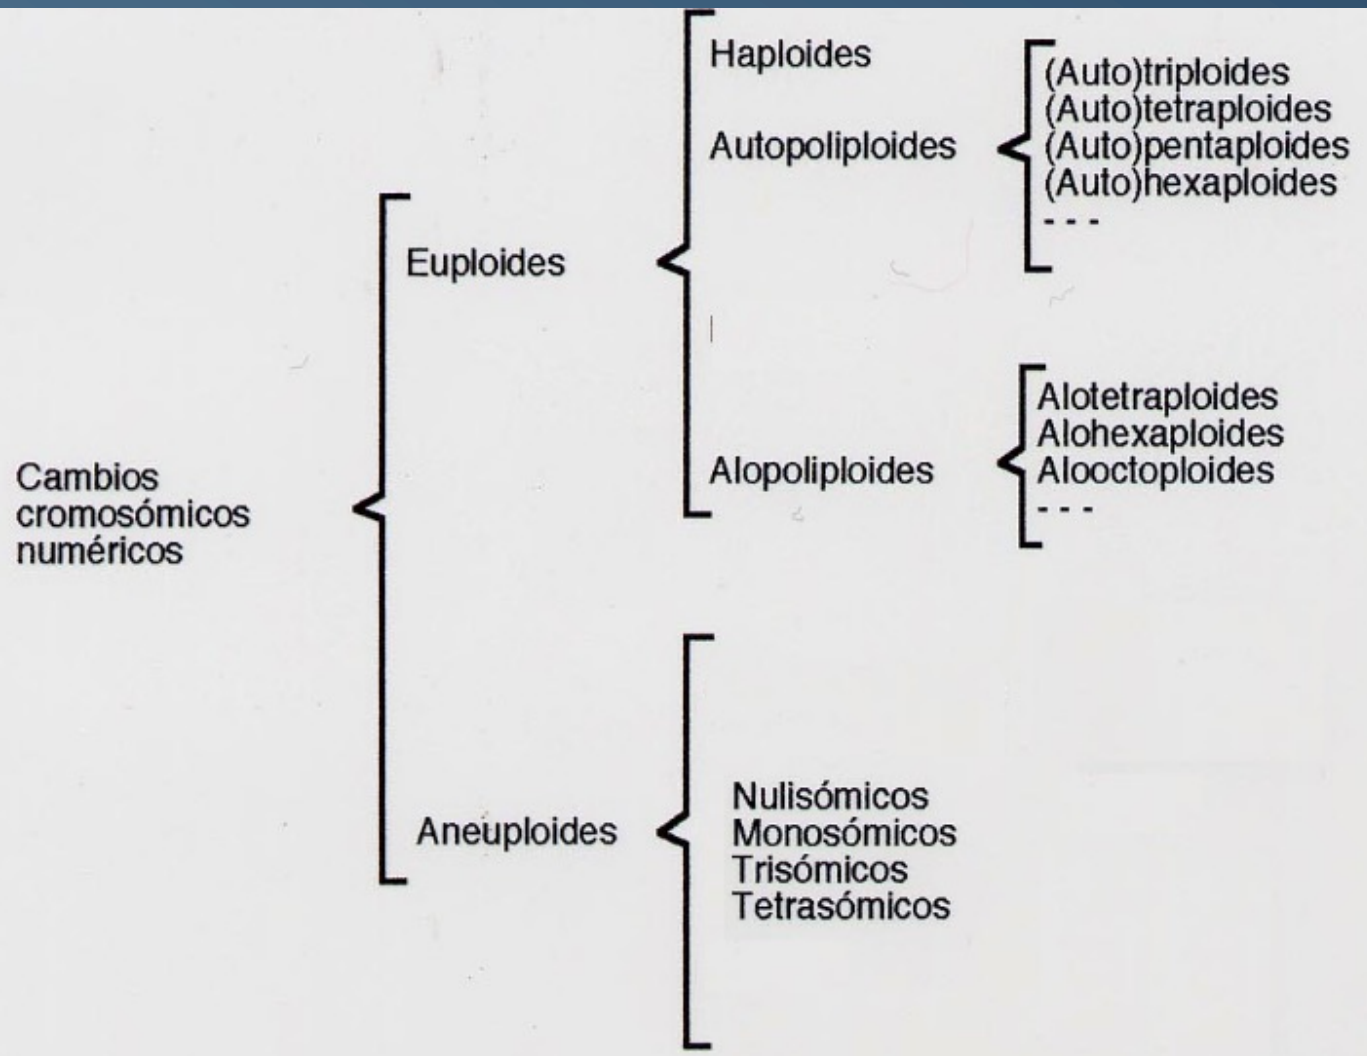 Cambios
cromosómicos
numéricos
Euploides
Haploides
Autopoliploides
(Auto)triploides
(Auto)tetraploides
(Auto)pentaploides
(Auto)hexaploides
- - -
Alopoliploides
Alotetraploides
Alohexaploides
Alooctoploides
- - -
Aneuploides
Nulisómicos
Monosómicos
Trisómicos
Tetrasómicos